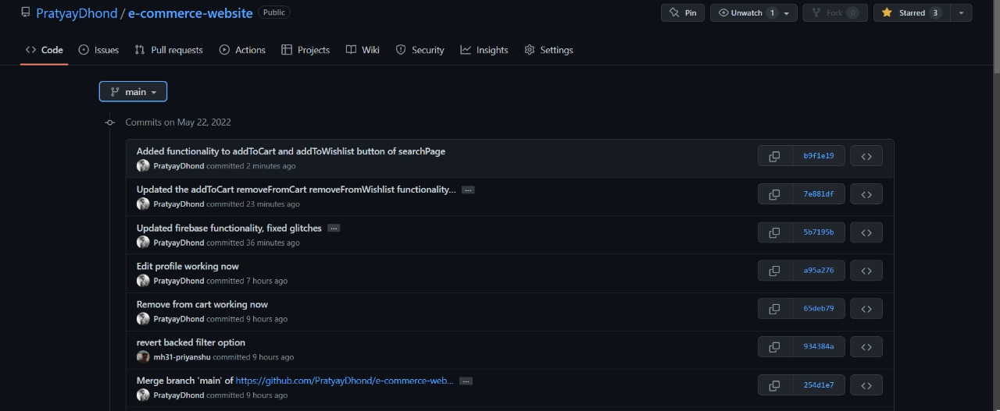 PratyayDhond / e-commerce-website Public Pin Unwatch 1 Fork 0 Starred 3
Code Issues Pull requests Actions Projects Wiki Security Insights Settings
main
Commits on May 22, 2022
Added functionality to addToCart and addToWishlist button of searchPage
PratyayDhond committed 2 minutes ago
b9f1e19
Updated the addToCart removeFromCart removeFromWishlist functionality... ...
PratyayDhond committed 23 minutes ago
7e881df
Updated firebase functionality, fixed glitches ...
PratyayDhond committed 36 minutes ago
5b7195b
Edit profile working now
PratyayDhond committed 7 hours ago
a95a276
Remove from cart working now
PratyayDhond committed 9 hours ago
65deb79
revert backed filter option
mh31-priyanshu committed 9 hours ago
934384a
Merge branch 'main' of https://github.com/PratyayDhond/e-commerce-web... ...
PratyayDhond committed 9 hours ago
254d1e7